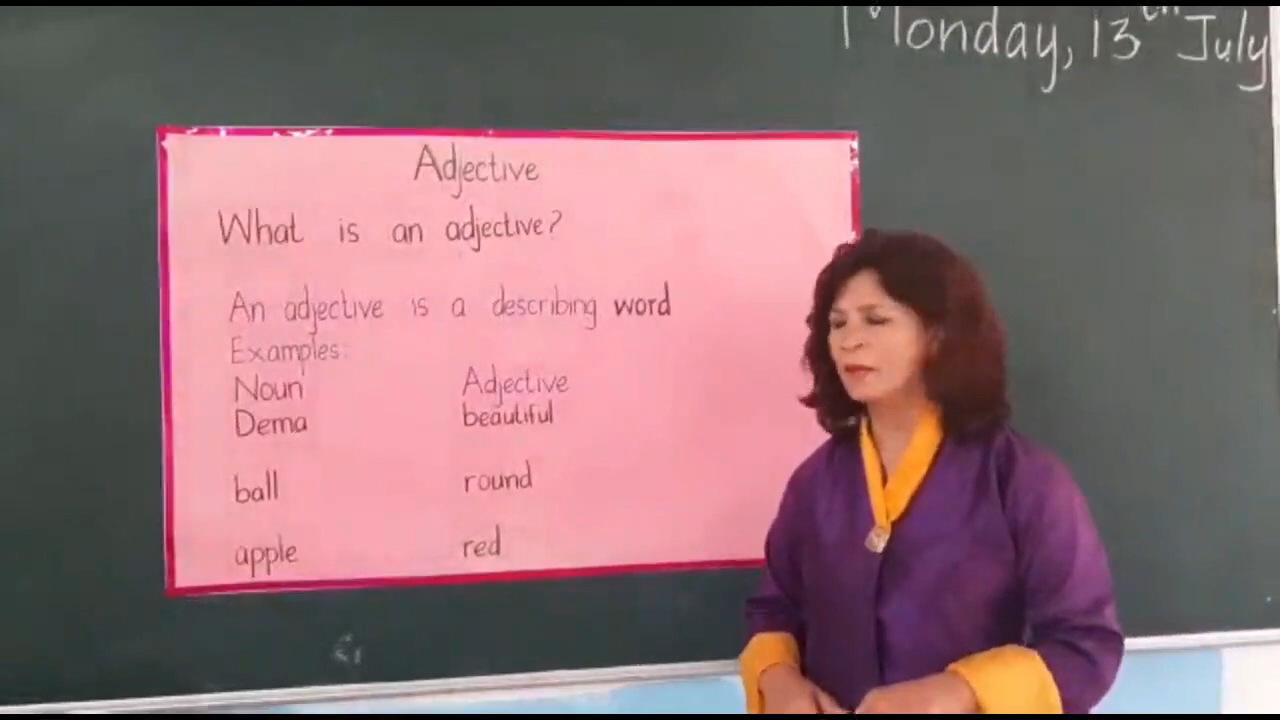 Monday, 13th July
Adjective
What is an adjective?
An adjective is a describing word
Examples:
Noun Adjective
Dema beautiful
ball round
apple red